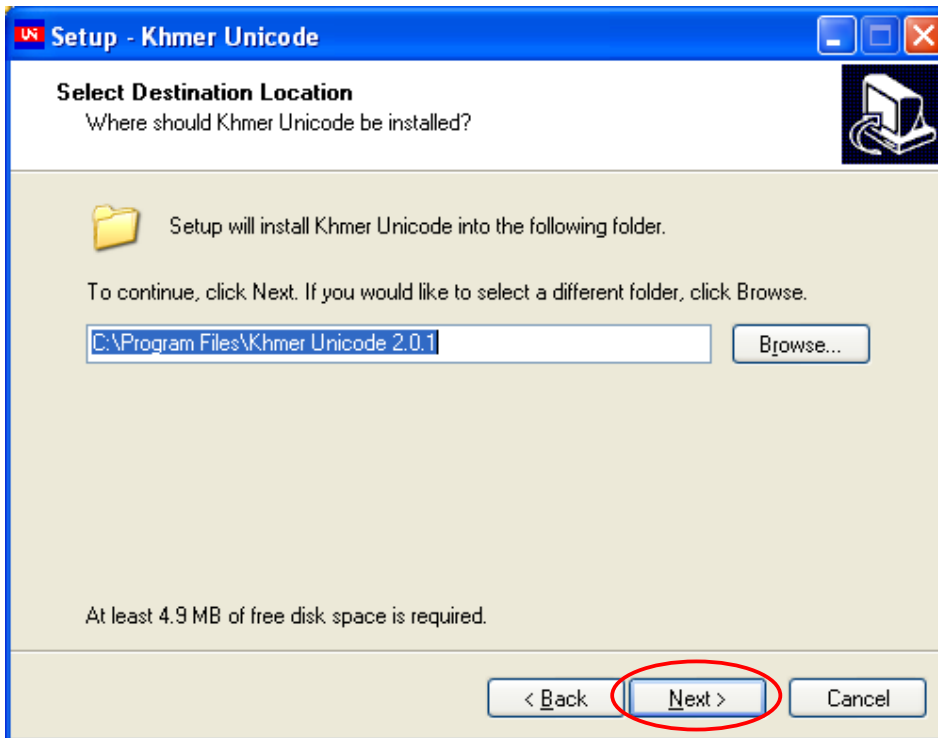 Setup - Khmer Unicode
Select Destination Location
Where should Khmer Unicode be installed?
Setup will install Khmer Unicode into the following folder.
To continue, click Next. If you would like to select a different folder, click Browse.
C:\Program Files\Khmer Unicode 2.0.1
Browse...
At least 4.9 MB of free disk space is required.
< Back Next > Cancel